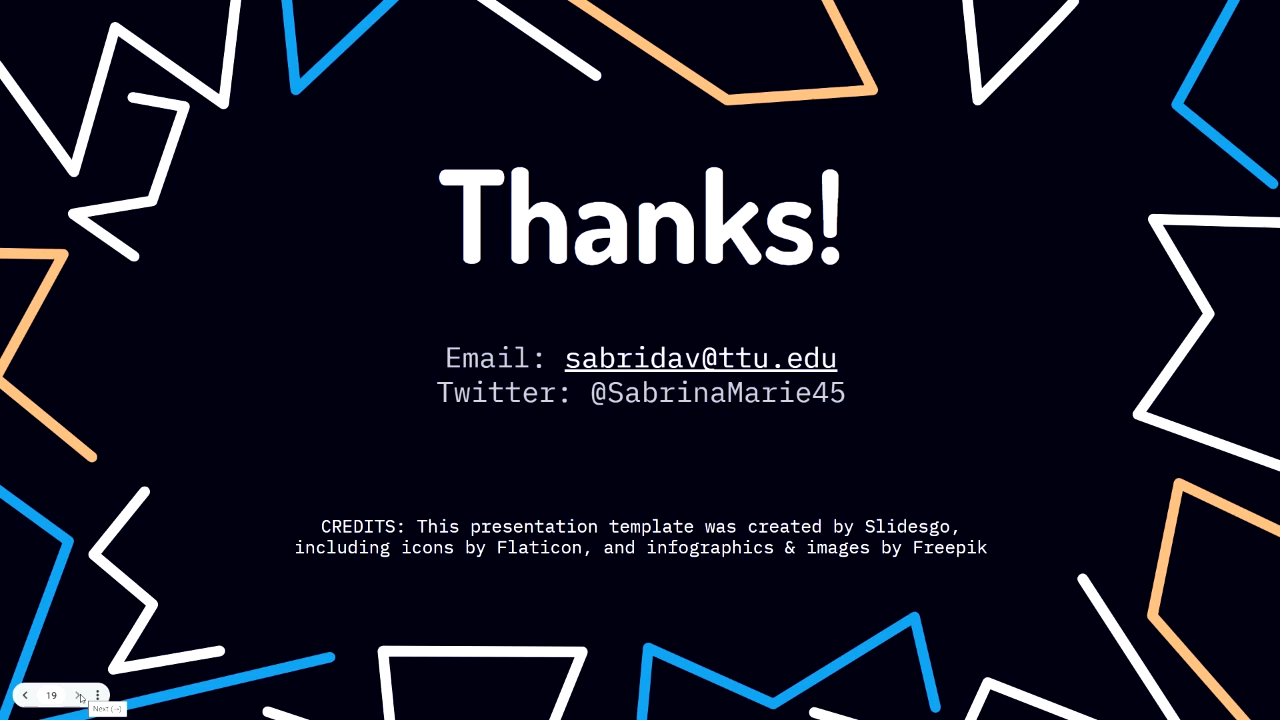 Thanks!
Email: sabridav@ttu.edu
Twitter: @SabrinaMarie45
CREDITS: This presentation template was created by Slidesgo,
including icons by Flaticon, and infographics & images by Freepik
19
Next (→)